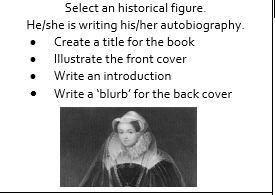 Select an historical figure.
He/she is writing his/her autobiography.
• Create a title for the book
• Illustrate the front cover
• Write an introduction
• Write a 'blurb' for the back cover